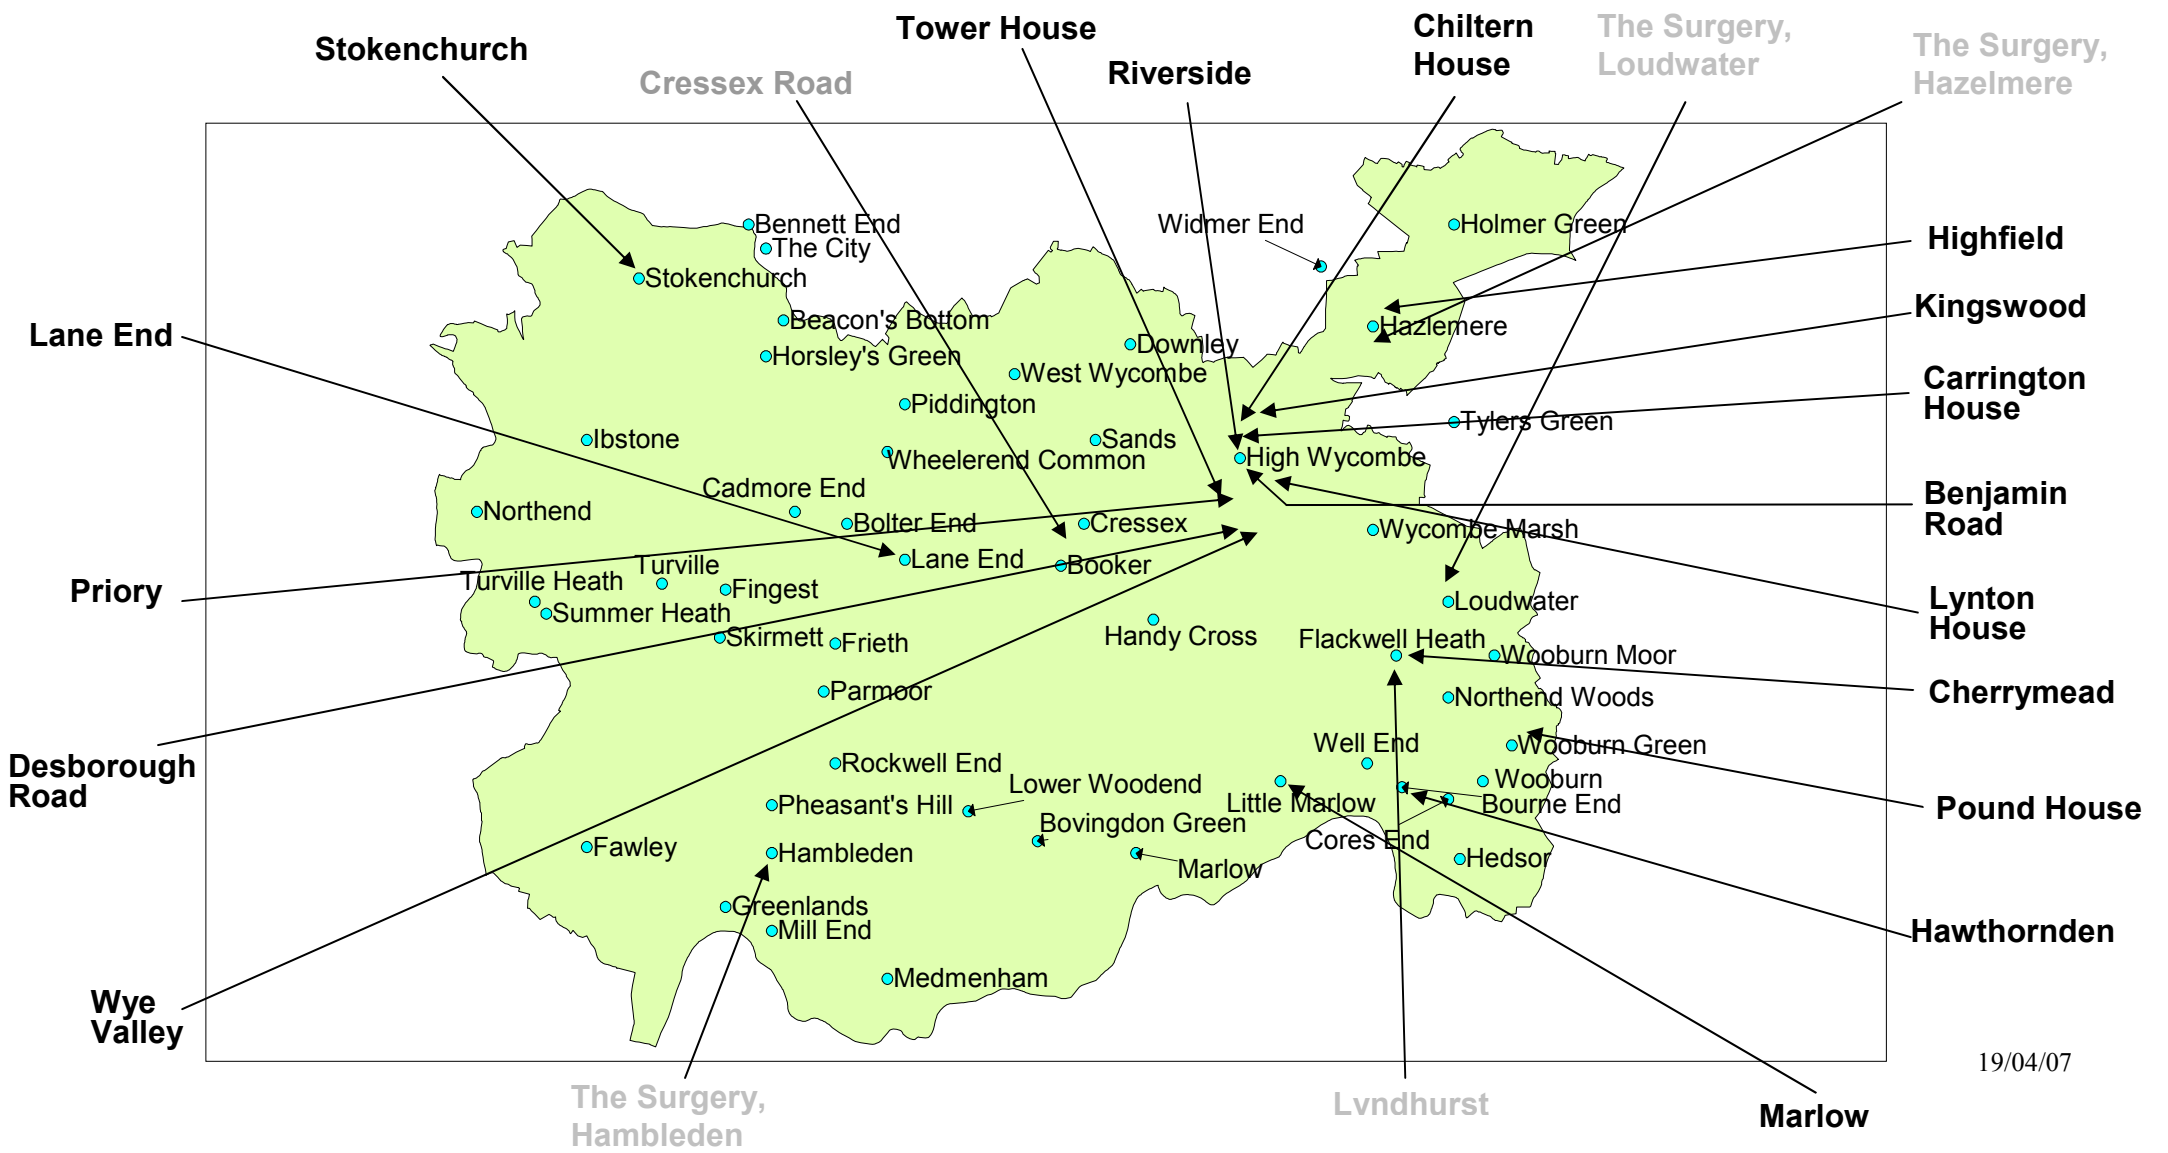 Tower House
Chiltern
House
The Surgery,
Loudwater
The Surgery,
Hazelmere
Stokenchurch
Riverside
Cressex Road
Bennett End
The City
Widmer End
Holmer Green
Highfield
Stokenchurch
Kingswood
Lane End
Beacon's Bottom
Hazlemere
Horsley's Green
Downley
West Wycombe
Carrington
House
Piddington
Tylers Green
Ibstone
Sands
Wheelerend Common
High Wycombe
Cadmore End
Benjamin
Road
Northend
Bolter End
Cressex
Wycombe Marsh
Lane End
Booker
Turville
Turville Heath
Fingest
Priory
Summer Heath
Loudwater
Lynton
House
Skirmett
Frieth
Handy Cross
Flackwell Heath
Wooburn Moor
Parmoor
Northend Woods
Cherrymead
Desborough
Road
Rockwell End
Well End
Wooburn Green
Lower Woodend
Wooburn
Pheasant's Hill
Little Marlow
Bourne End
Pound House
Bovingdon Green
Cores End
Fawley
Hambleden
Marlow
Hedsor
Greenlands
Mill End
Hawthornden
Medmenham
Wye
Valley
19/04/07
The Surgery,
Hambleden
Lvndhurst
Marlow